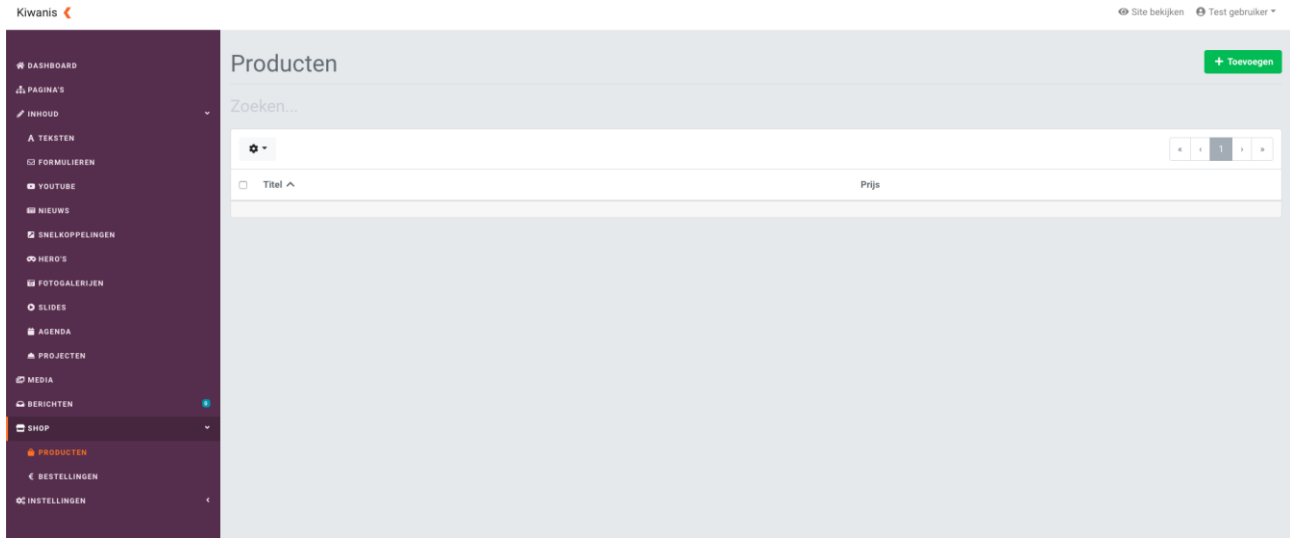 Kiwanis
Site bekijken
Test gebruiker
DASHBOARD
PAGINA'S
INHOUD
TEKSTEN
FORMULIEREN
YOUTUBE
NIEUWS
SNELKOPPELINGEN
HERO'S
FOTOGALERIJEN
SLIDES
AGENDA
PROJECTEN
MEDIA
BERICHTEN 0
SHOP
PRODUCTEN
BESTELLINGEN
INSTELLINGEN
Producten
+ Toevoegen
Zoeken...
« ‹ 1 › »
Titel
Prijs